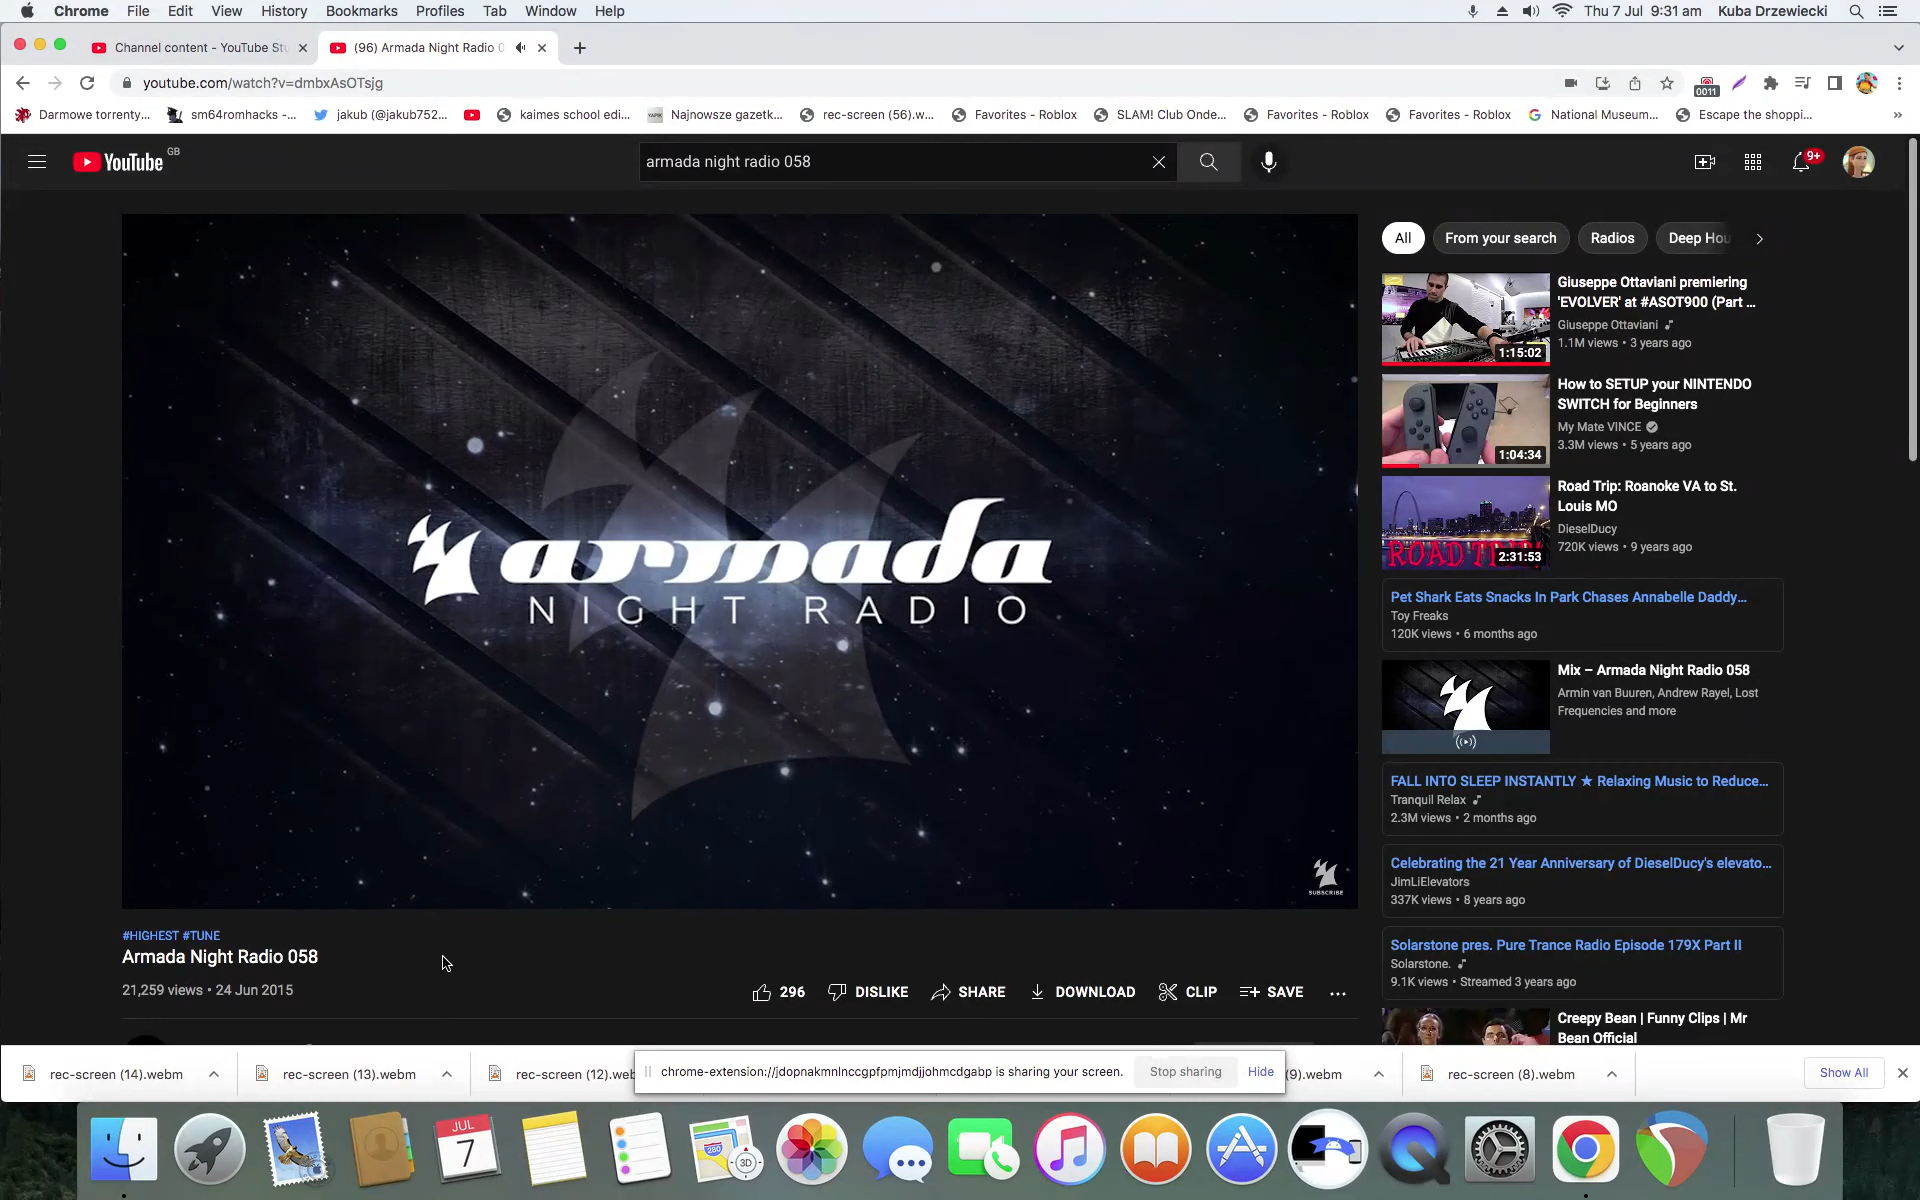 Chrome File Edit View History Bookmarks Profiles Tab Window Help
Thu 7 Jul 9:31 am Kuba Drzewiecki
Channel content - YouTube Stu
(96) Armada Night Radio 0
youtube.com/watch?v=dmbxAsOTsjg
0011
Darmowe torrenty...
sm64romhacks -...
jakub (@jakub752...
kaimes school edi...
Najnowsze gazetk...
rec-screen (56).w...
Favorites - Roblox
SLAM! Club Onde...
Favorites - Roblox
Favorites - Roblox
National Museum...
Escape the shoppi...
YouTube GB
armada night radio 058
9+
armada
NIGHT RADIO
SUBSCRIBE
#HIGHEST #TUNE
Armada Night Radio 058
21,259 views • 24 Jun 2015
296 DISLIKE SHARE DOWNLOAD CLIP SAVE
All From your search Radios Deep Hou
Giuseppe Ottaviani premiering
'EVOLVER' at #ASOT900 (Part ...
Giuseppe Ottaviani
1.1M views • 3 years ago
1:15:02
How to SETUP your NINTENDO
SWITCH for Beginners
My Mate VINCE
3.3M views • 5 years ago
1:04:34
Road Trip: Roanoke VA to St.
Louis MO
DieselDucy
720K views • 9 years ago
2:31:53
Pet Shark Eats Snacks In Park Chases Annabelle Daddy...
Toy Freaks
120K views • 6 months ago
Mix – Armada Night Radio 058
Armin van Buuren, Andrew Rayel, Lost
Frequencies and more
FALL INTO SLEEP INSTANTLY ★ Relaxing Music to Reduce...
Tranquil Relax
2.3M views • 2 months ago
Celebrating the 21 Year Anniversary of DieselDucy's elevato...
JimLiElevators
337K views • 8 years ago
Solarstone pres. Pure Trance Radio Episode 179X Part II
Solarstone.
9.1K views • Streamed 3 years ago
Creepy Bean | Funny Clips | Mr
Bean Official
rec-screen (14).webm
rec-screen (13).webm
rec-screen (12).web
chrome-extension://jdopnakmnlnccgpfpmjmdjjohmcdgabp is sharing your screen. Stop sharing Hide
(9).webm
rec-screen (8).webm
Show All
JUL
7
280
3D